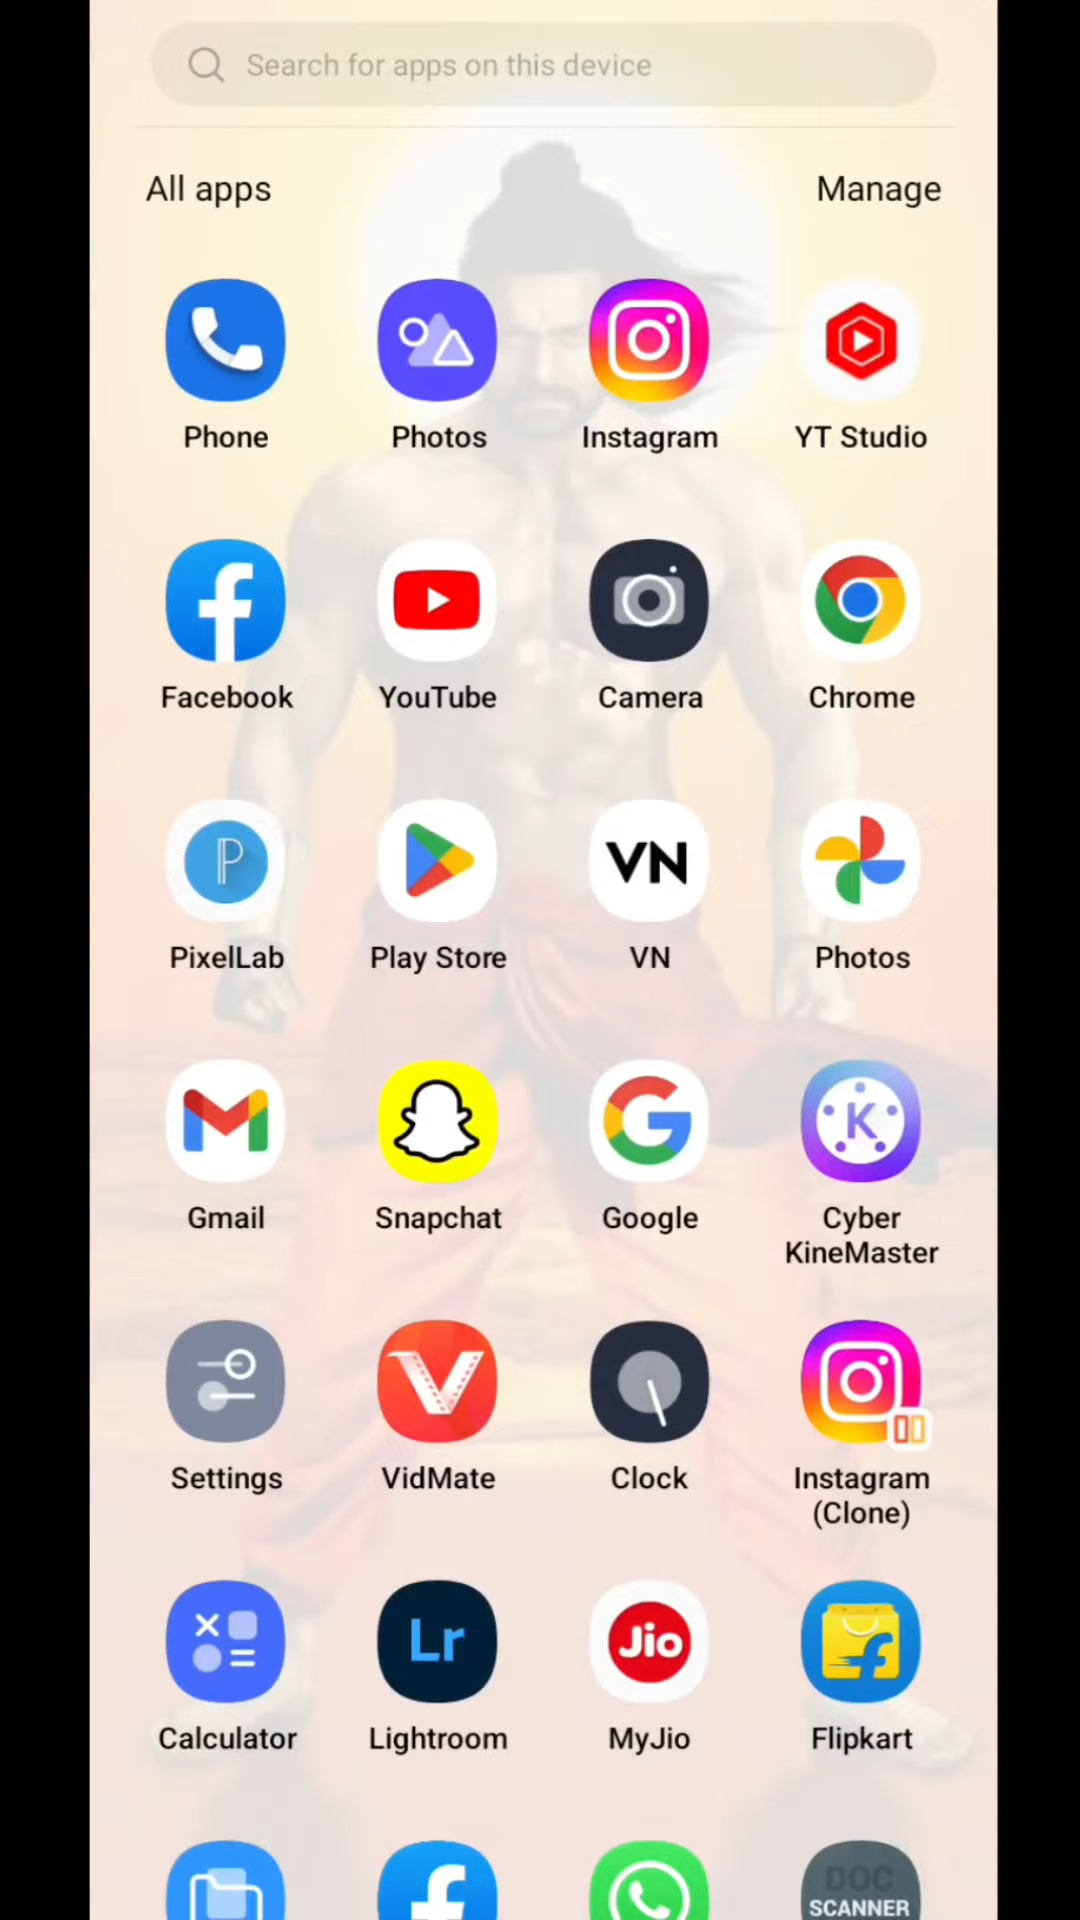 Search for apps on this device
All apps
Manage
Phone
Photos
Instagram
YT Studio
Facebook
YouTube
Camera
Chrome
P
VN
PixelLab
Play Store
VN
Photos
K
Gmail
Snapchat
Google
Cyber
KineMaster
Settings
VidMate
Clock
Instagram
(Clone)
Lr
Jio
Calculator
Lightroom
MyJio
Flipkart
DOC
SCANNER